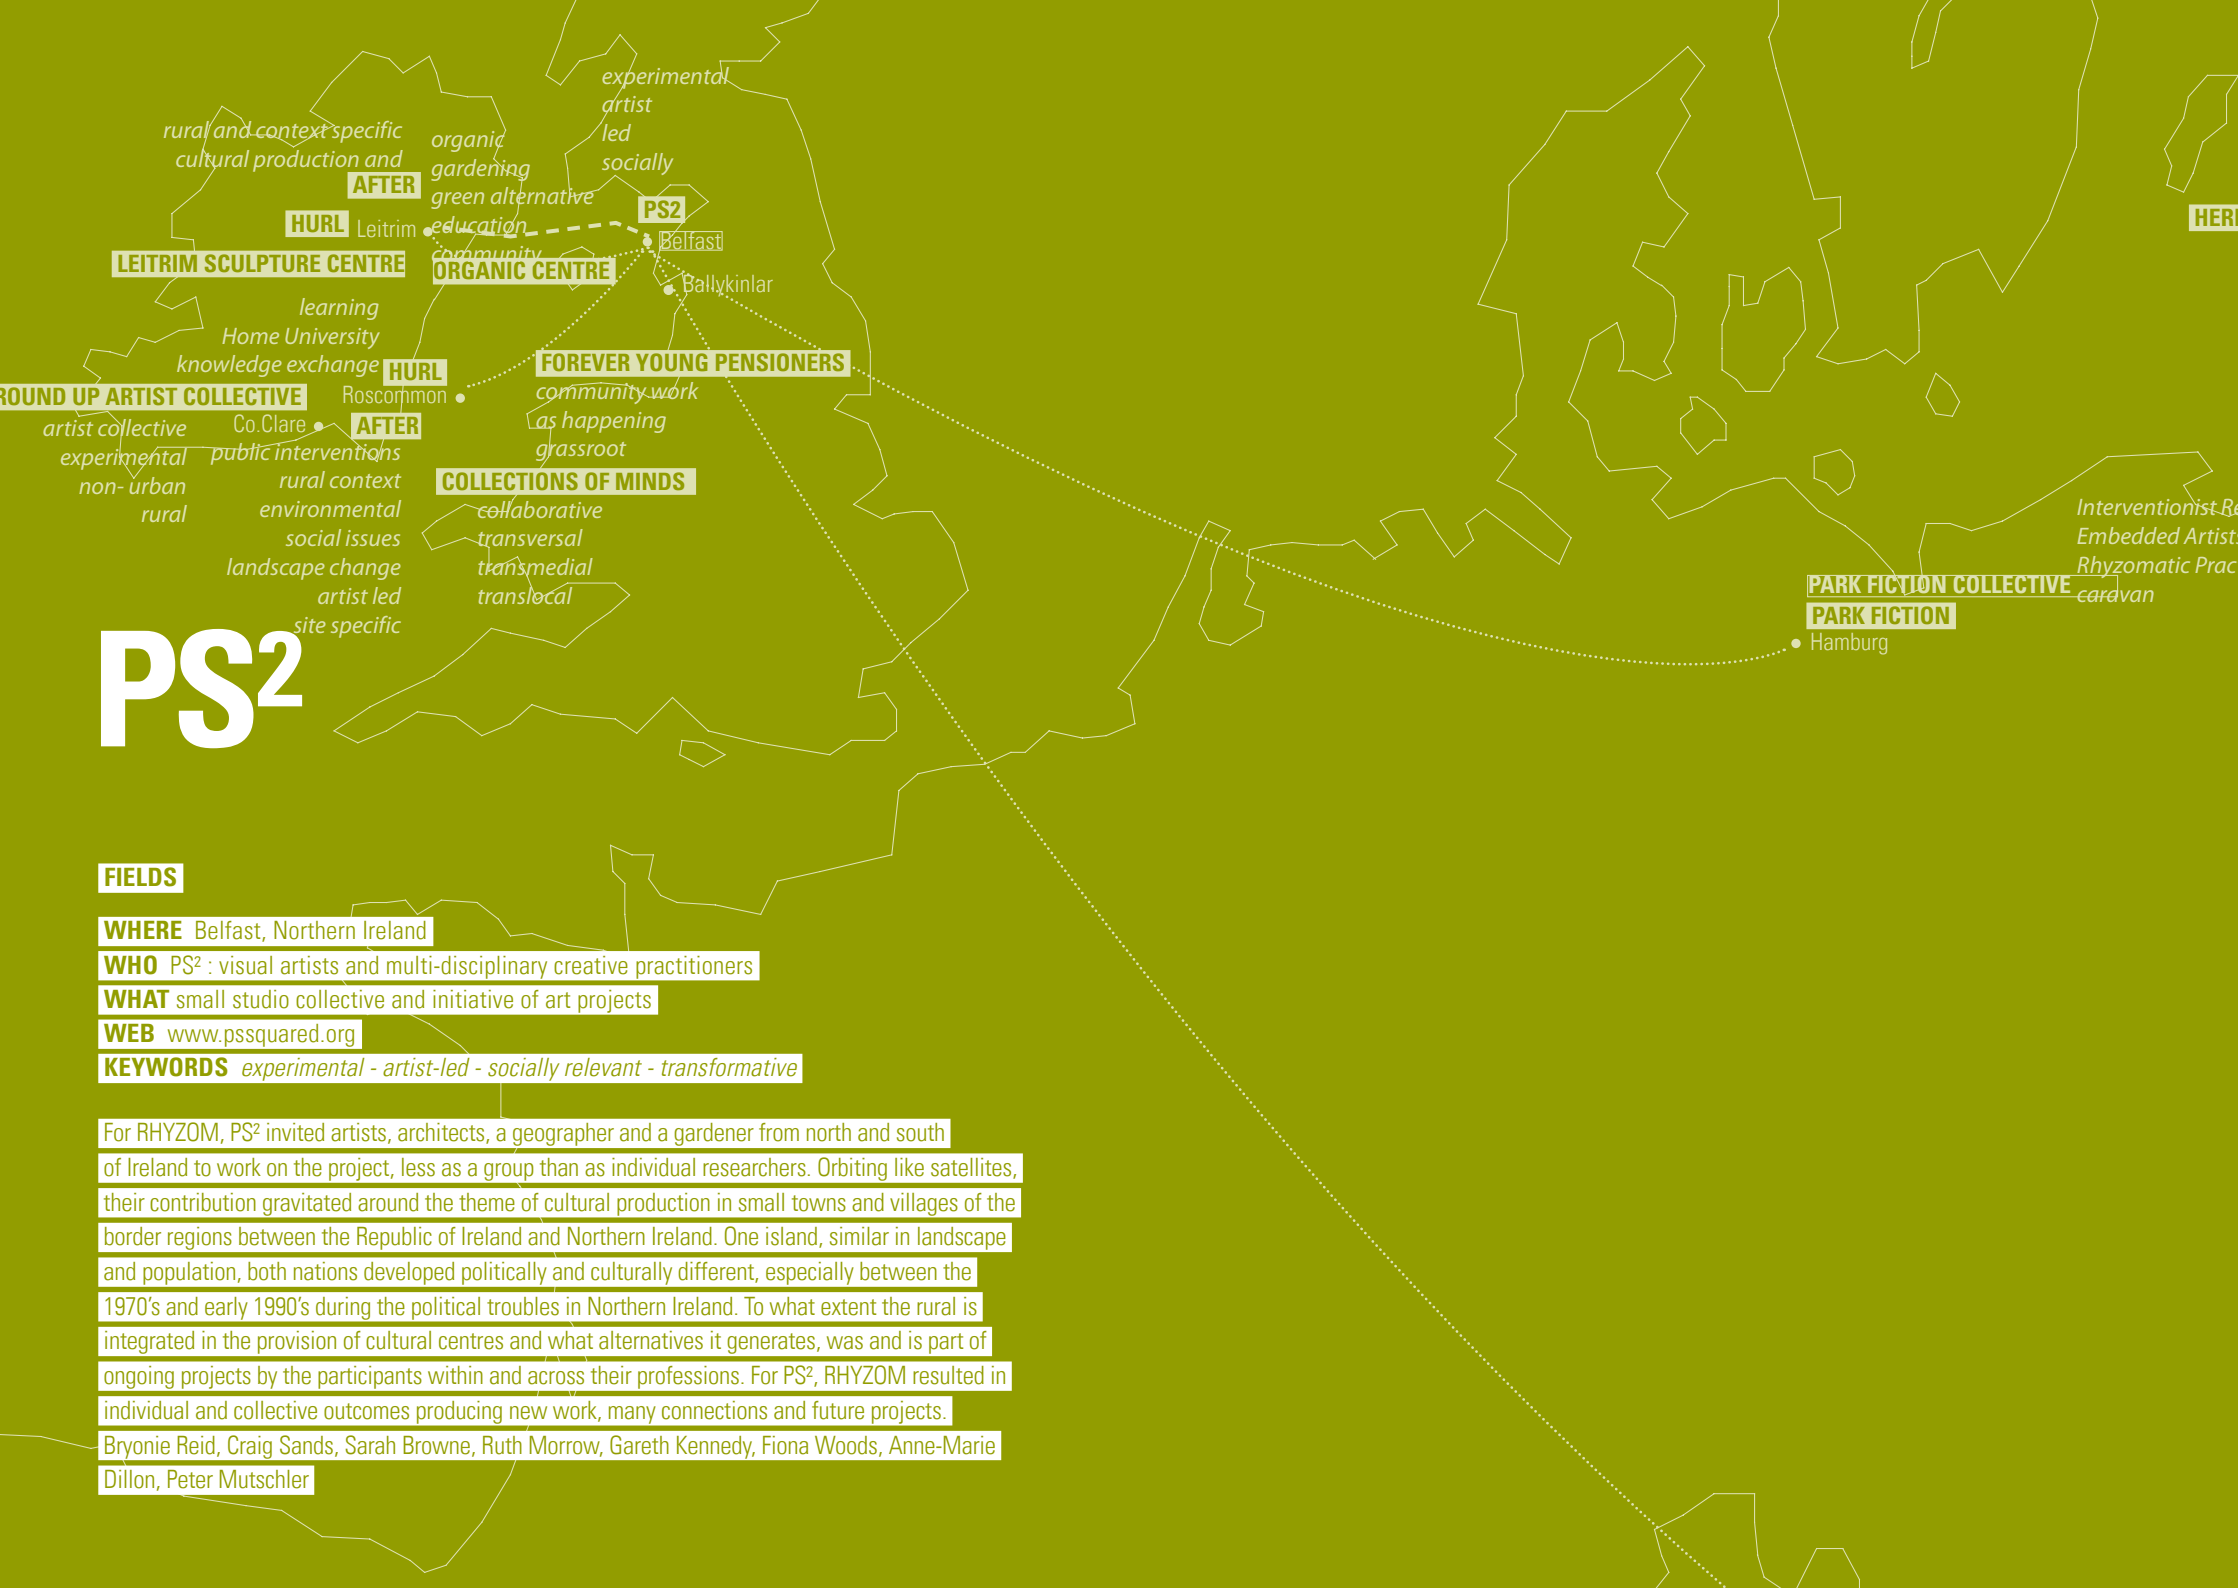 experimental
artist
led
socially
rural and context specific
cultural production and
AFTER
organic
gardening
green alternative
education
community
PS2
HURL
Leitrim
Belfast
LEITRIM SCULPTURE CENTRE
ORGANIC CENTRE
Ballykinlar
learning
Home University
knowledge exchange
HURL
Roscommon
FOREVER YOUNG PENSIONERS
community work
as happening
grassroot
ROUND UP ARTIST COLLECTIVE
Co.Clare
AFTER
artist collective
experimental
non- urban
rural
public interventions
rural context
environmental
social issues
landscape change
artist led
site specific
COLLECTIONS OF MINDS
collaborative
transversal
transmedial
translocal
Interventionist
Embedded
Rhyzomatic
caravan
PARK FICTION COLLECTIVE
PARK FICTION
Hamburg
PS²
FIELDS
WHERE Belfast, Northern Ireland
WHO PS² : visual artists and multi-disciplinary creative practitioners
WHAT small studio collective and initiative of art projects
WEB www.pssquared.org
KEYWORDS experimental - artist-led - socially relevant - transformative
For RHYZOM, PS² invited artists, architects, a geographer and a gardener from north and south
of Ireland to work on the project, less as a group than as individual researchers. Orbiting like satellites,
their contribution gravitated around the theme of cultural production in small towns and villages of the
border regions between the Republic of Ireland and Northern Ireland. One island, similar in landscape
and population, both nations developed politically and culturally different, especially between the
1970's and early 1990's during the political troubles in Northern Ireland. To what extent the rural is
integrated in the provision of cultural centres and what alternatives it generates, was and is part of
ongoing projects by the participants within and across their professions. For PS², RHYZOM resulted in
individual and collective outcomes producing new work, many connections and future projects.
Bryonie Reid, Craig Sands, Sarah Browne, Ruth Morrow, Gareth Kennedy, Fiona Woods, Anne-Marie
Dillon, Peter Mutschler